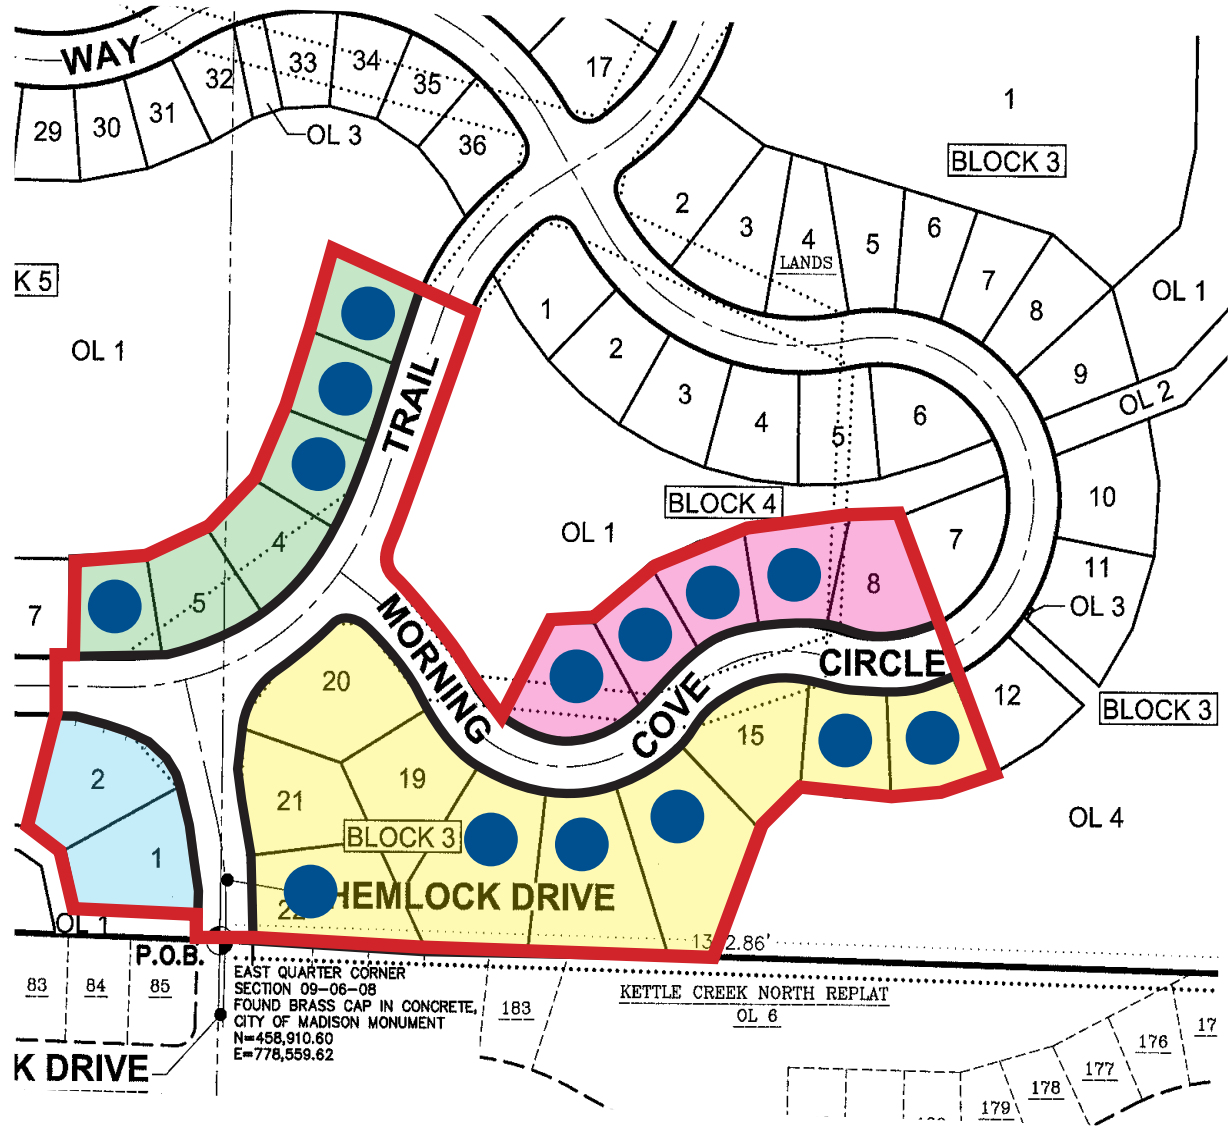 WAY
29
30
31
32
33
34
35
36
OL 3
17
1
BLOCK 3
2
3
4
LANDS
5
6
7
8
9
OL 1
OL 2
10
11
OL 3
12
BLOCK 3
K 5
OL 1
1
2
3
4
5
6
7
8
BLOCK 4
OL 1
TRAIL
4
5
7
MORNING
COVE
CIRCLE
20
19
21
22
15
BLOCK 3
HEMLOCK DRIVE
2
1
OL 4
OL 1
P.O.B.
EAST QUARTER CORNER
SECTION 09-06-08
FOUND BRASS CAP IN CONCRETE,
CITY OF MADISON MONUMENT
N=458,910.60
E=778,559.62
83
84
85
K DRIVE
183
KETTLE CREEK NORTH REPLAT
OL 6
179
178
177
176
17